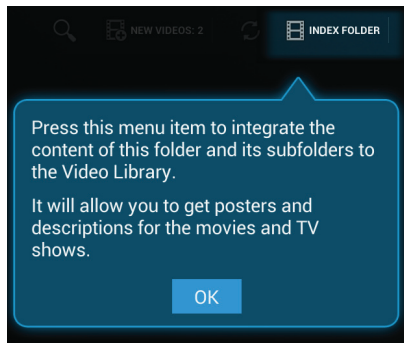 NEW VIDEOS: 2 INDEX FOLDER
Press this menu item to integrate the
content of this folder and its subfolders to
the Video Library.
It will allow you to get posters and
descriptions for the movies and TV
shows.
OK